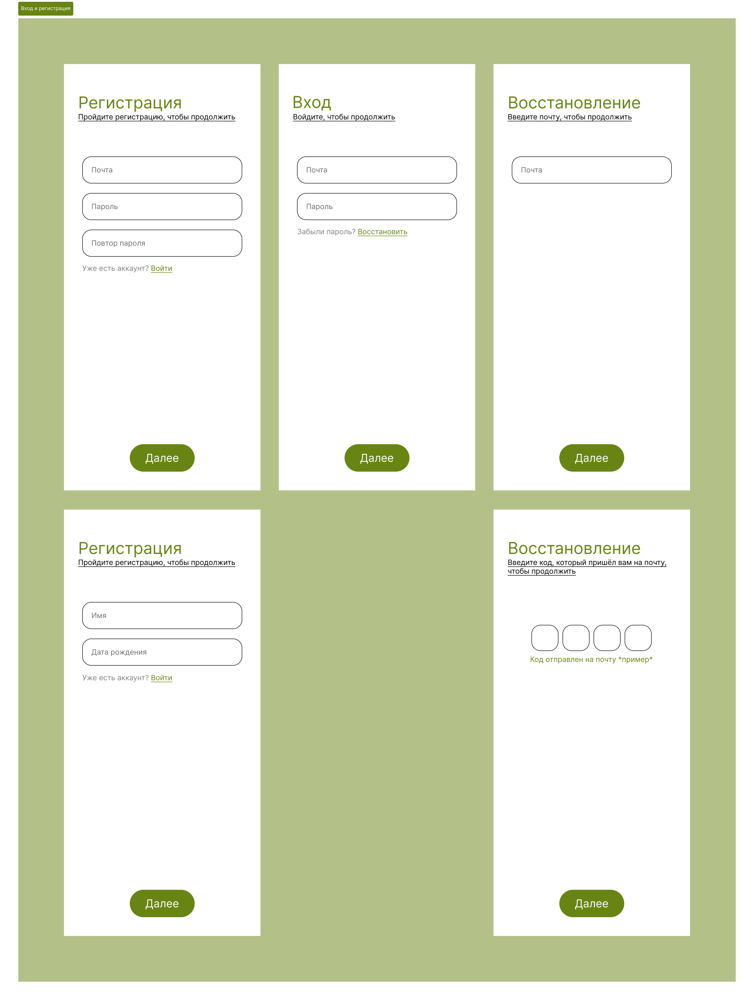 Вход и регистрация
Регистрация
Пройдите регистрацию, чтобы продолжить
Почта
Пароль
Повтор пароля
Уже есть аккаунт? Войти
Далее
Вход
Войдите, чтобы продолжить
Почта
Пароль
Забыли пароль? Восстановить
Далее
Восстановление
Введите почту, чтобы продолжить
Почта
Далее
Регистрация
Пройдите регистрацию, чтобы продолжить
Имя
Дата рождения
Уже есть аккаунт? Войти
Далее
Восстановление
Введите код, который пришёл вам на почту,
чтобы продолжить
Код отправлен на почту *пример*
Далее